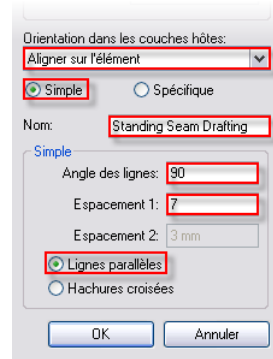 Orientation dans les couches hôtes:
Aligner sur l'élément
Simple Spécifique
Nom: Standing Seam Drafting
Simple
Angle des lignes: 90
Espacement 1: 7
Espacement 2: 3 mm
Lignes parallèles
Hachures croisées
OK Annuler